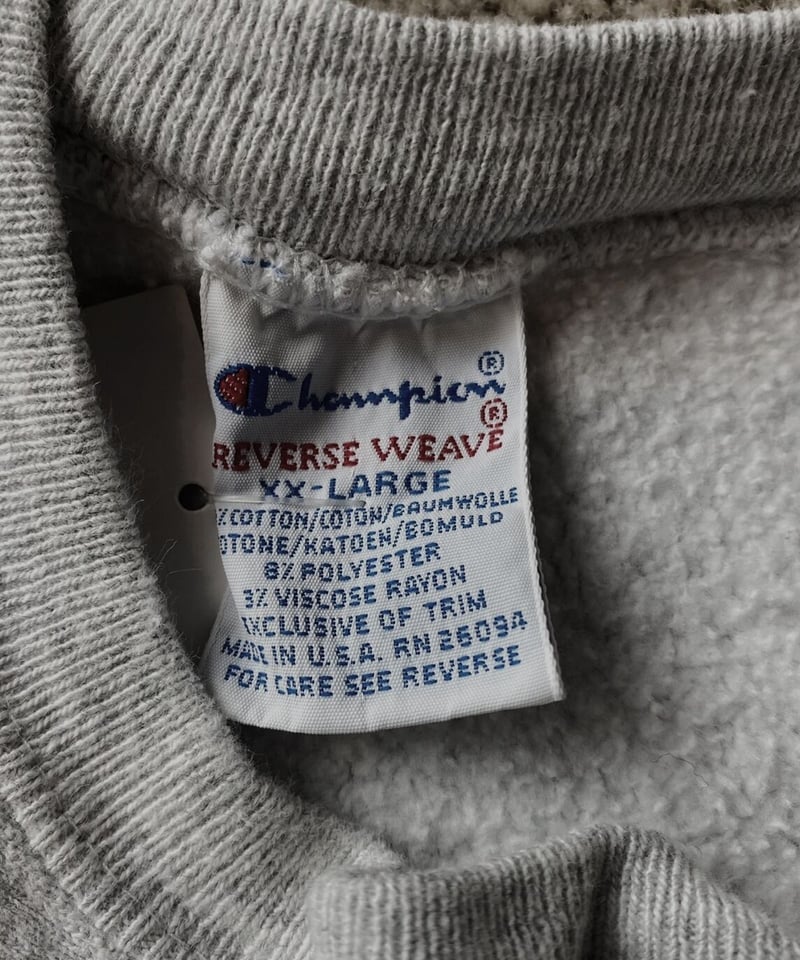 Champion®
REVERSE WEAVE®
XX-LARGE
% COTTON/COTON/BAUMWOLLE
OTONE/KATOEN/BOMULD
8% POLYESTER
3% VISCOSE RAYON
EXCLUSIVE OF TRIM
MADE IN U.S.A. RN 26094
FOR CARE SEE REVERSE